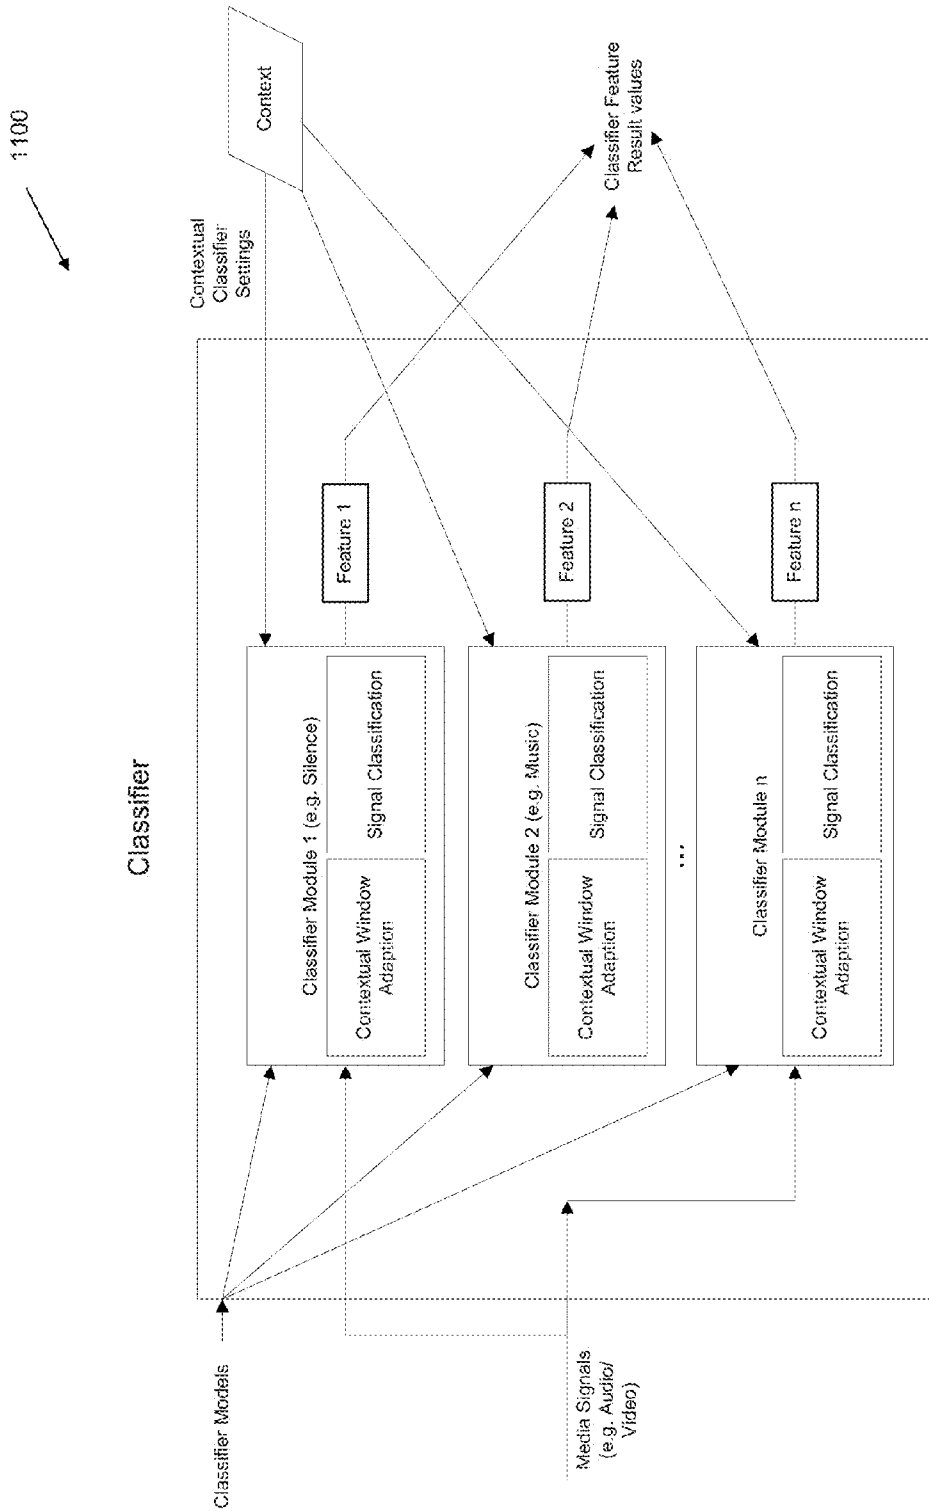 1100
Classifier
Context
Contextual
Classifier
Settings
Classifier Models
Classifier Module 1 (e.g. Silence)
Contextual Window
Adaption
Signal Classification
Feature 1
Classifier Module 2 (e.g. Music)
Contextual Window
Adaption
Signal Classification
Feature 2
Classifier Feature
Result values
...
Media Signals
(e.g. Audio/
Video)
Classifier Module n
Contextual Window
Adaption
Signal Classification
Feature n